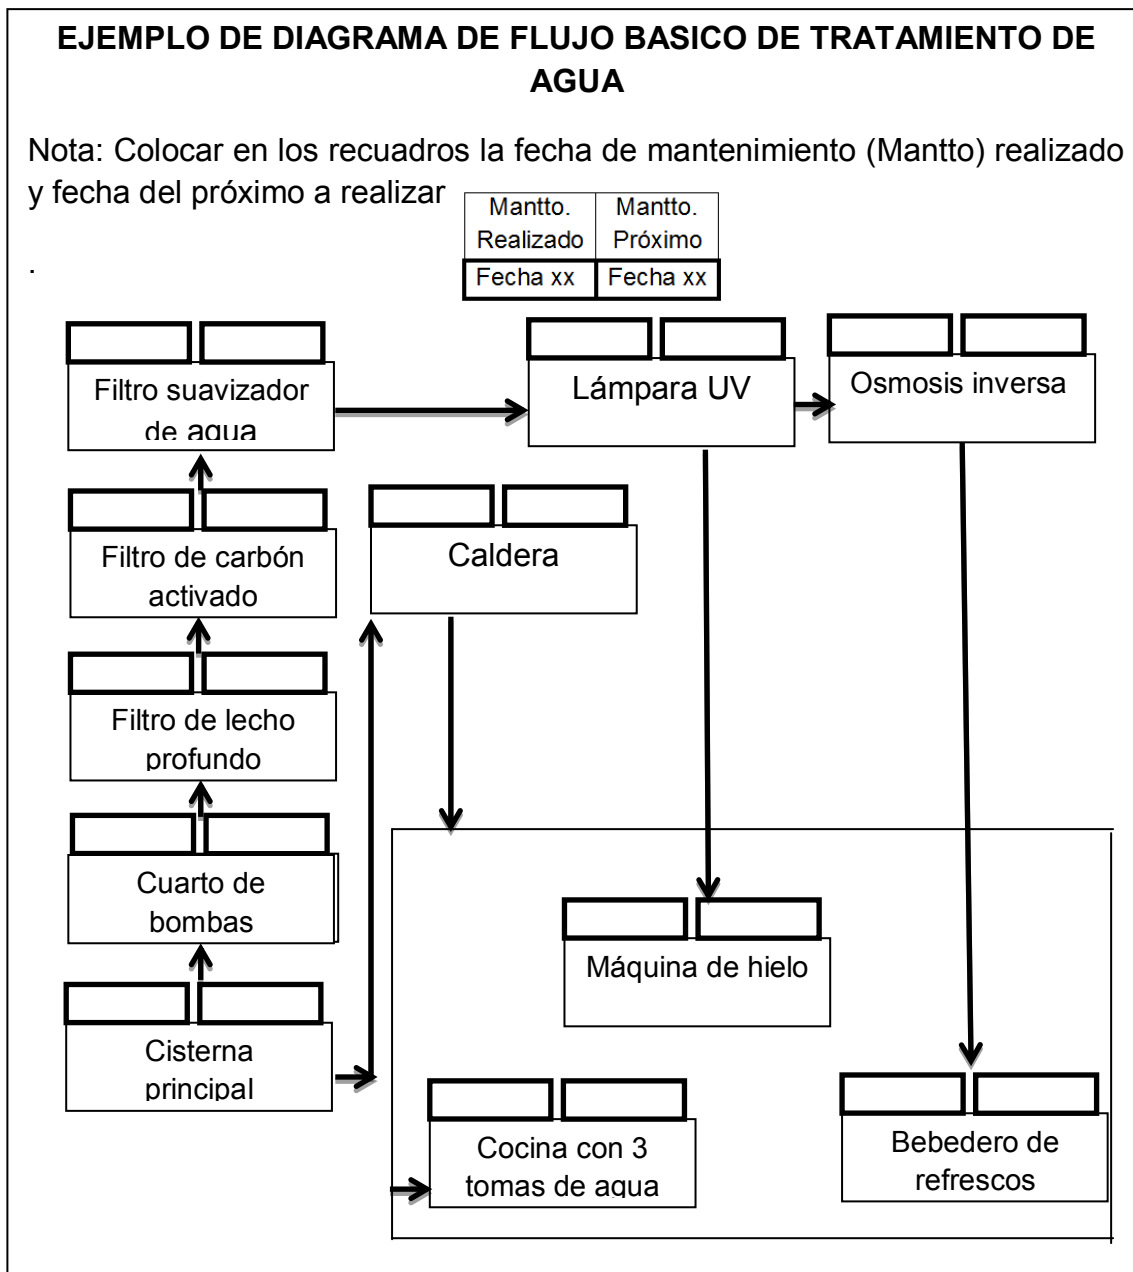 EJEMPLO DE DIAGRAMA DE FLUJO BASICO DE TRATAMIENTO DE
AGUA
Nota: Colocar en los recuadros la fecha de mantenimiento (Mantto) realizado
y fecha del próximo a realizar
.
Mantto.
Realizado
Mantto.
Próximo
Fecha xx
Fecha xx
Filtro suavizador
de agua
Lámpara UV
Osmosis inversa
Filtro de carbón
activado
Caldera
Filtro de lecho
profundo
Cuarto de
bombas
Máquina de hielo
Cisterna
principal
Cocina con 3
tomas de agua
Bebedero de
refrescos